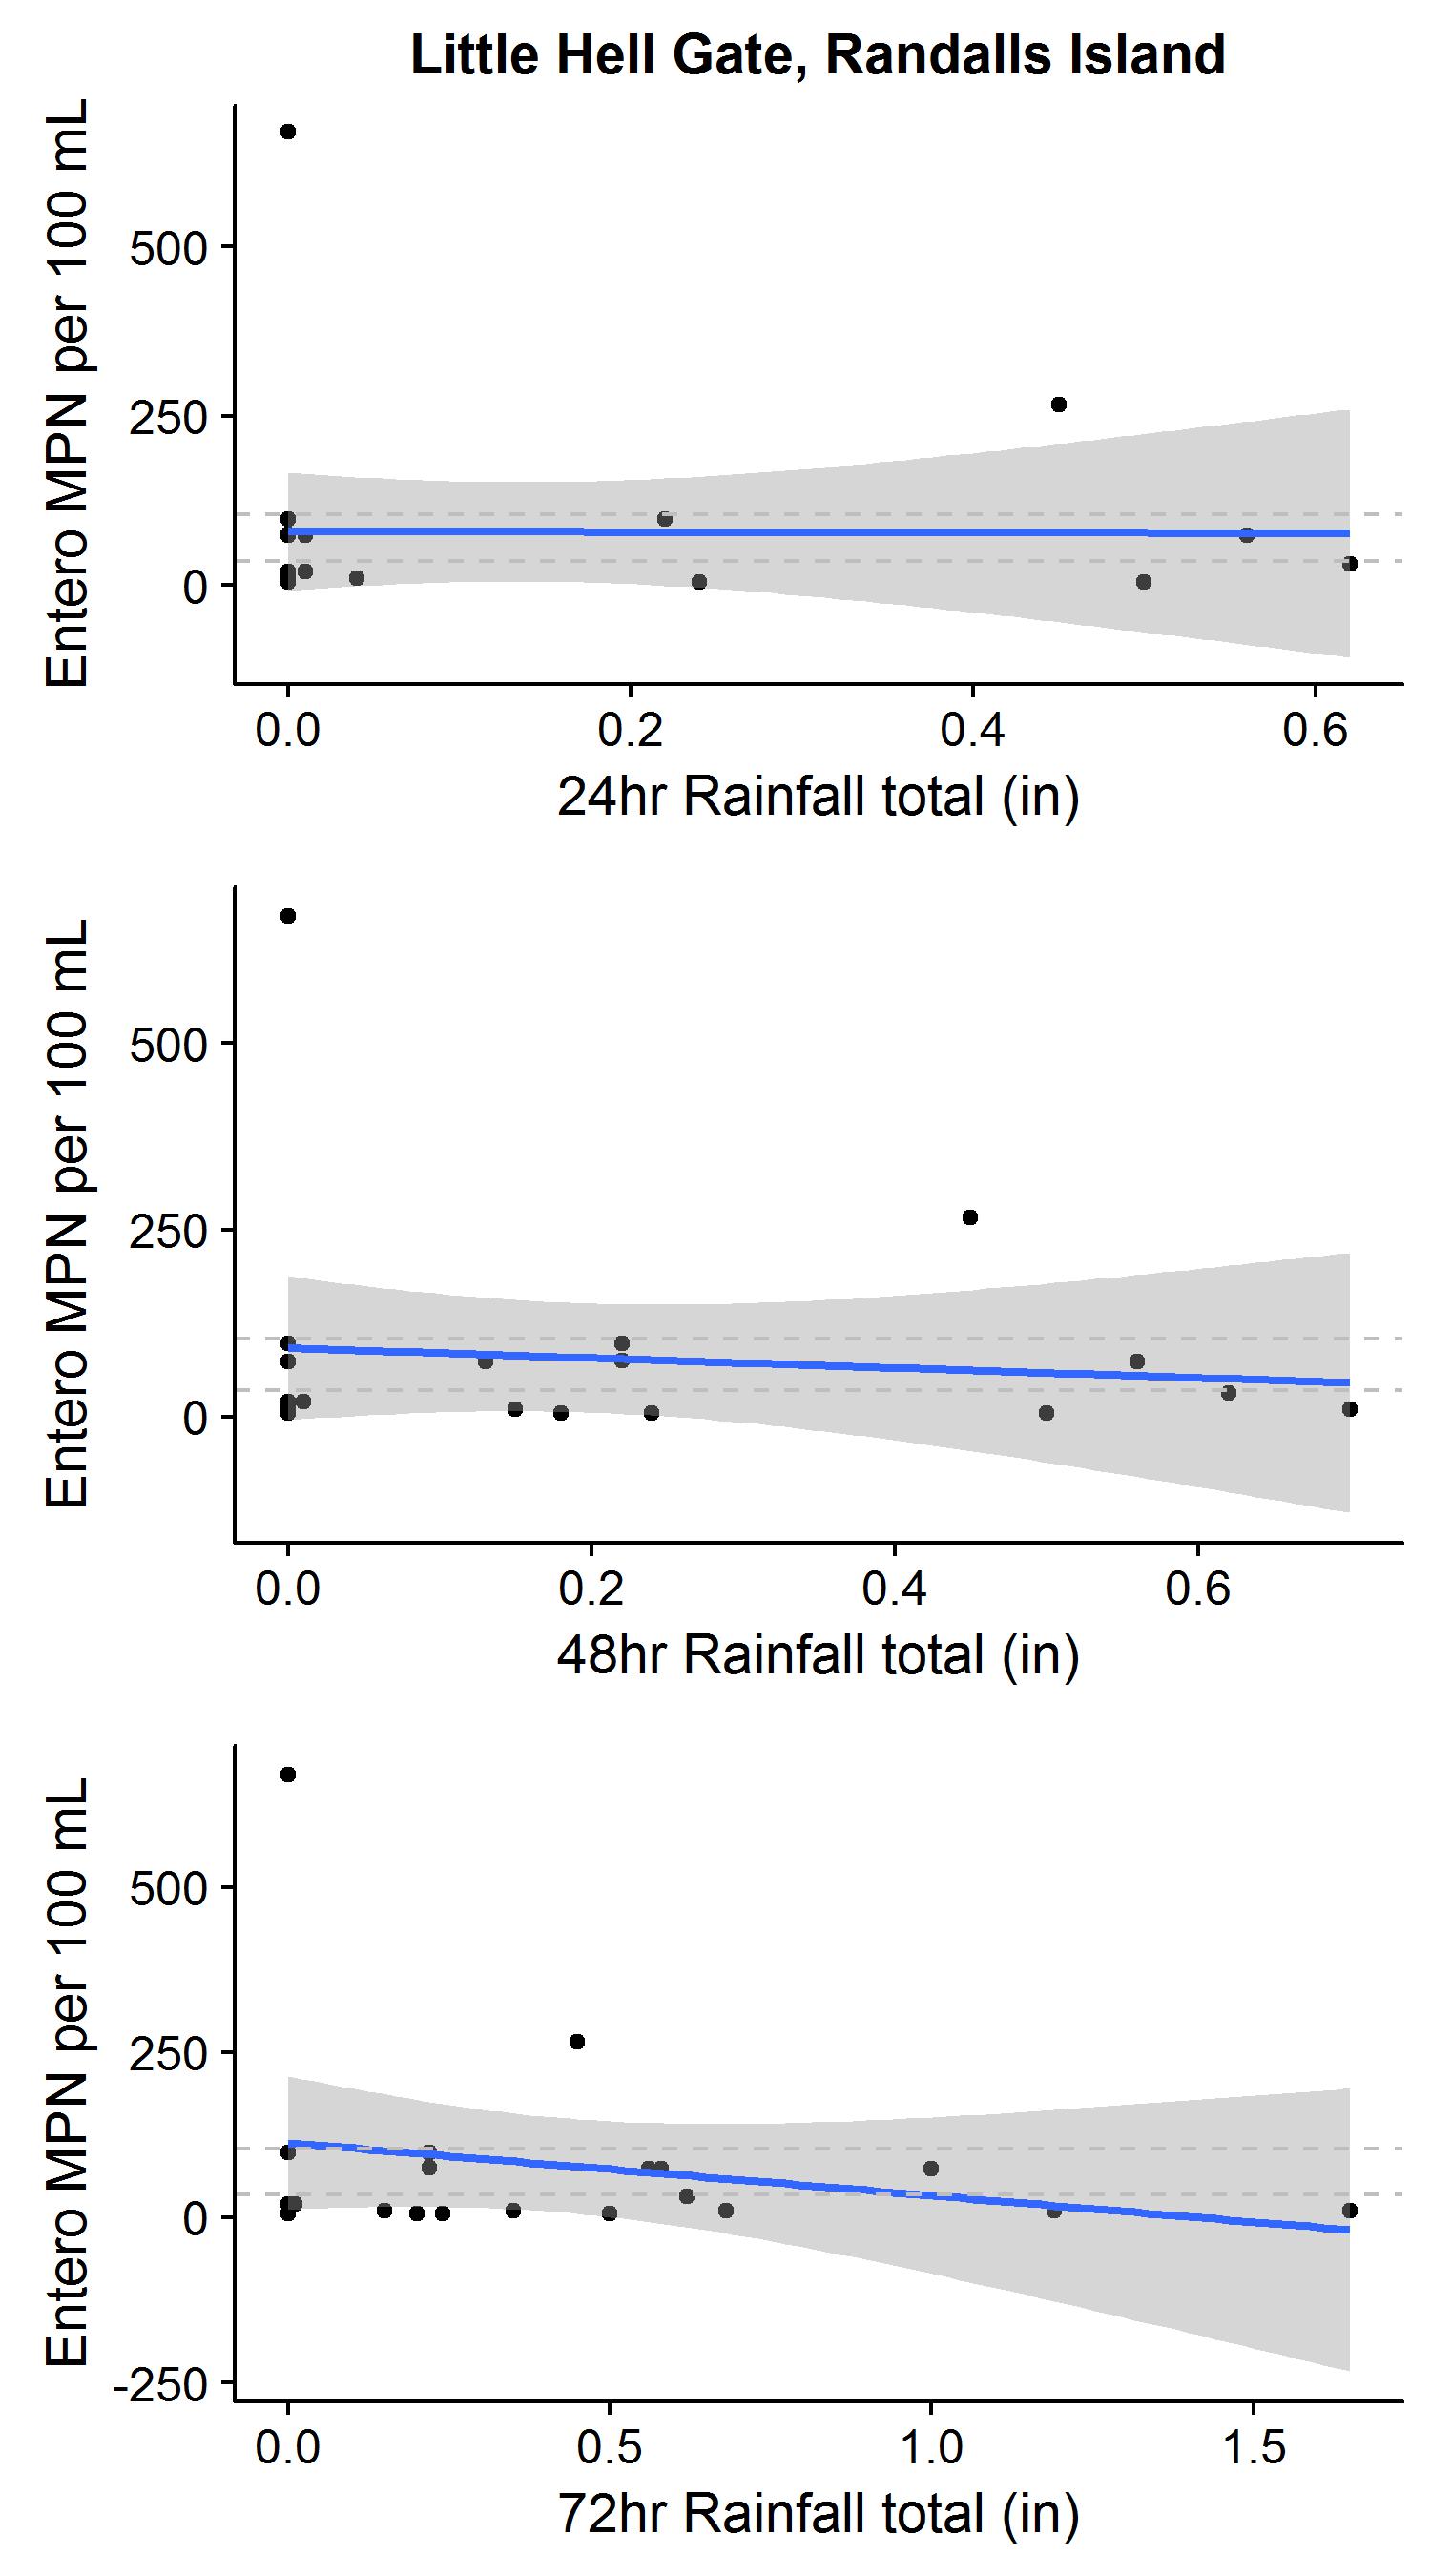 Little Hell Gate, Randalls Island
Entero MPN per 100 mL
500
250
0
0.0 0.2 0.4 0.6
24hr Rainfall total (in)
Entero MPN per 100 mL
500
250
0
0.0 0.2 0.4 0.6
48hr Rainfall total (in)
Entero MPN per 100 mL
500
250
0
-250
0.0 0.5 1.0 1.5
72hr Rainfall total (in)